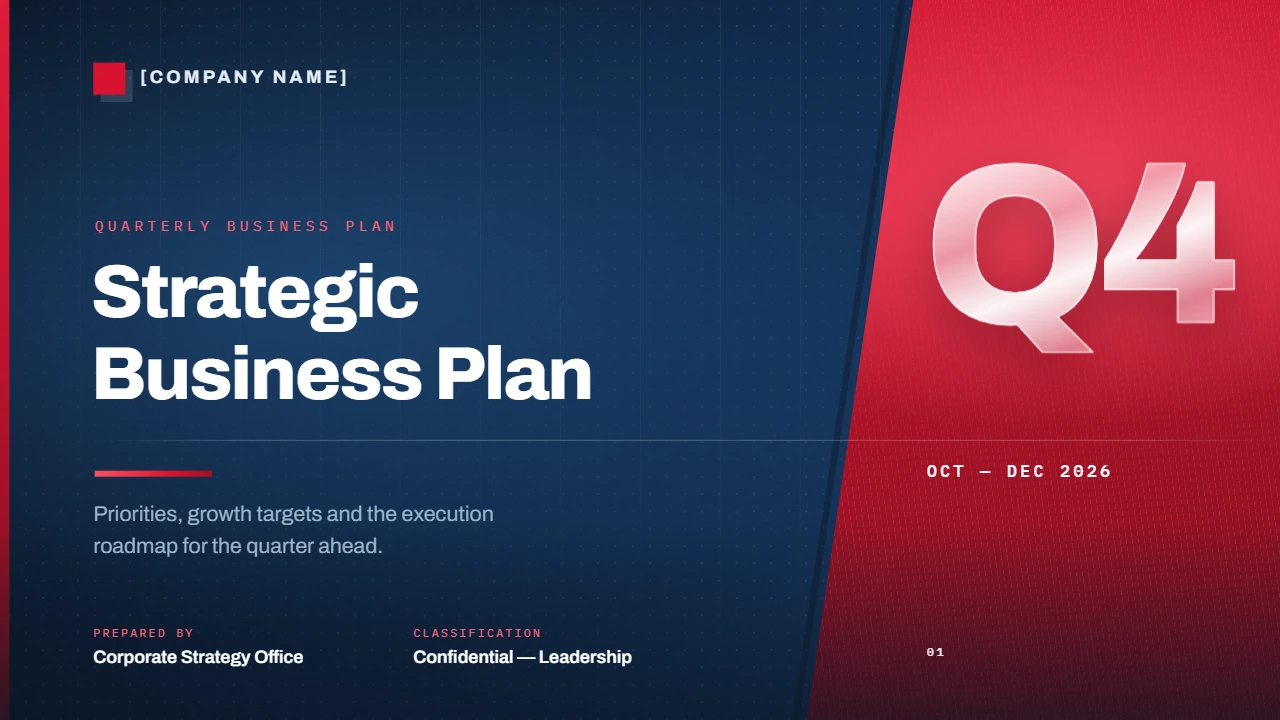 [COMPANY NAME]
QUARTERLY BUSINESS PLAN
Strategic
Business Plan
Priorities, growth targets and the execution
roadmap for the quarter ahead.
PREPARED BY
Corporate Strategy Office
CLASSIFICATION
Confidential — Leadership
Q4
OCT — DEC 2026
01